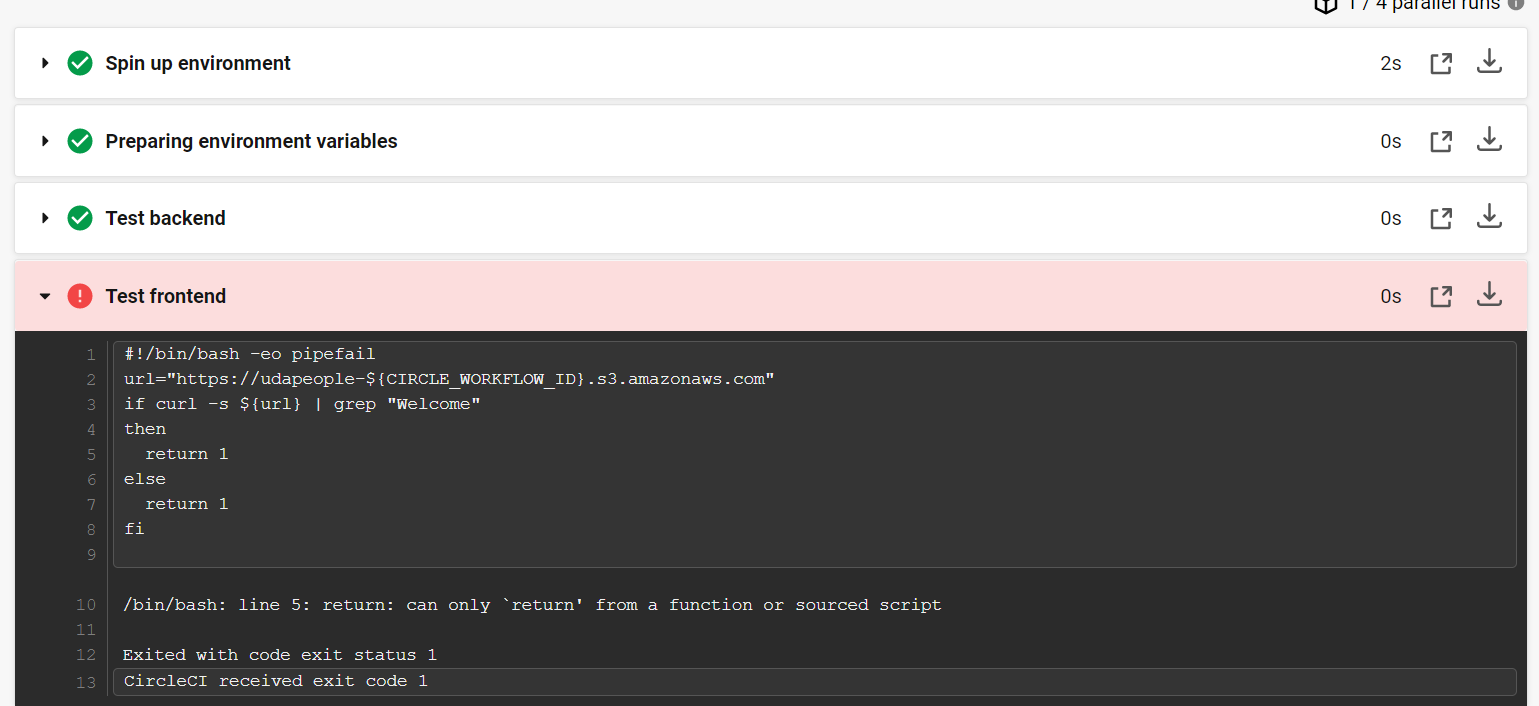 1 / 4 parallel runs
Spin up environment 2s
Preparing environment variables 0s
Test backend 0s
Test frontend 0s
1 #!/bin/bash -eo pipefail
2 url="https://udapeople-${CIRCLE_WORKFLOW_ID}.s3.amazonaws.com"
3 if curl -s ${url} | grep "Welcome"
4 then
5   return 1
6 else
7   return 1
8 fi
9
10 /bin/bash: line 5: return: can only `return' from a function or sourced script
11
12 Exited with code exit status 1
13 CircleCI received exit code 1